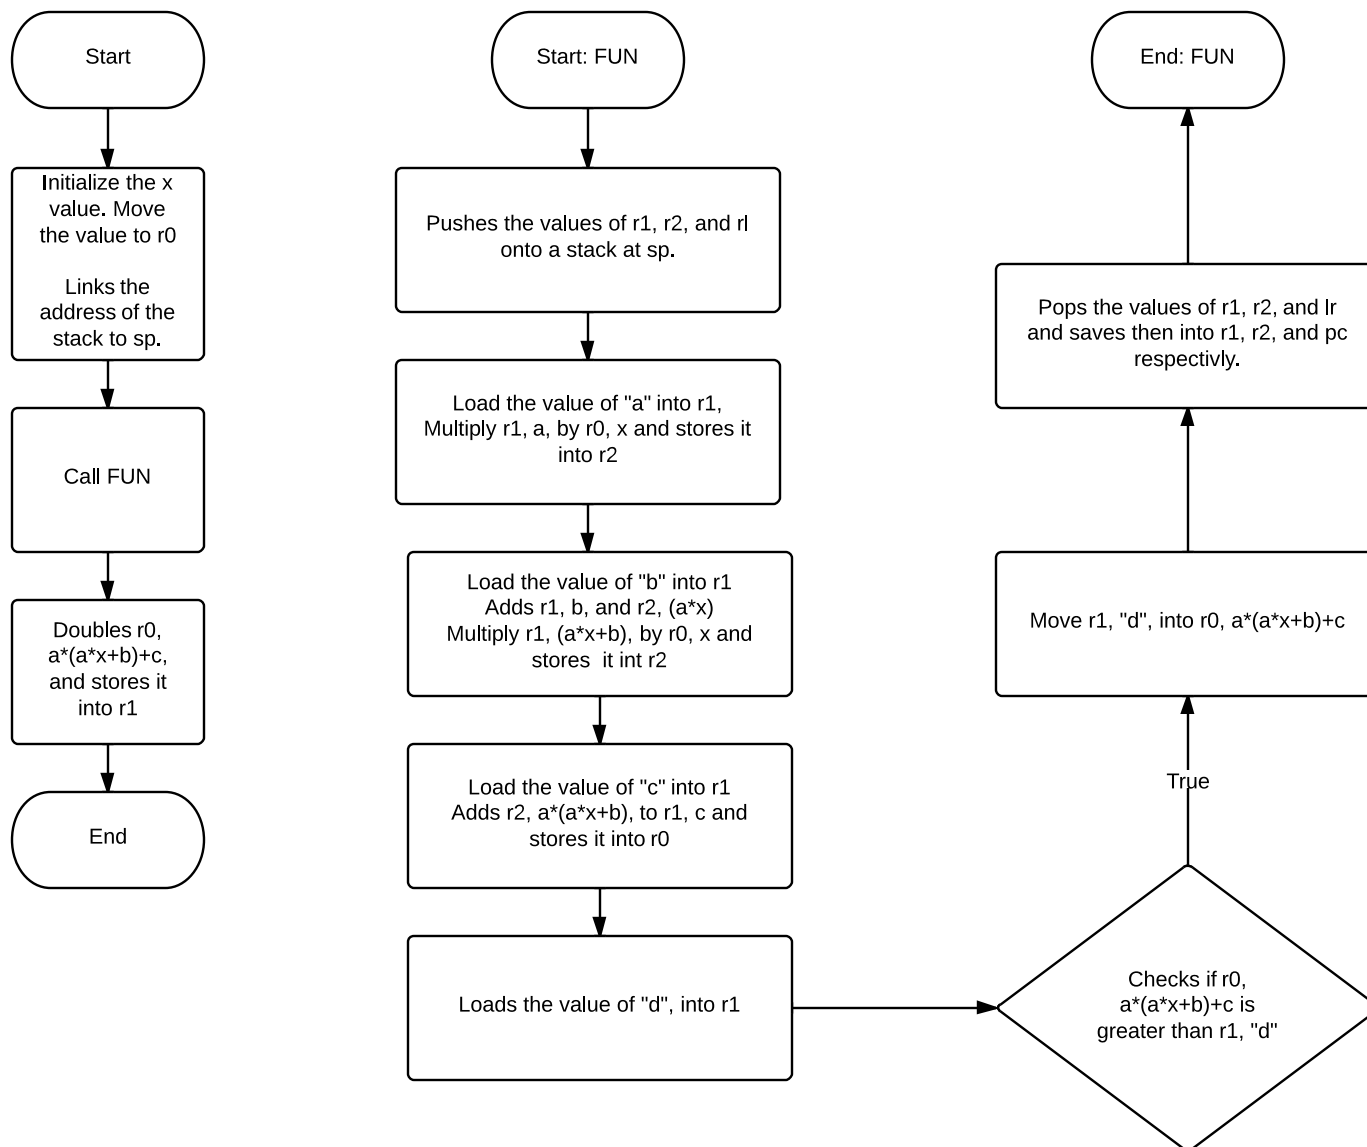 Start
Initialize the x
value. Move
the value to r0
Links the
address of the
stack to sp.
Call FUN
Doubles r0,
a*(a*x+b)+c,
and stores it
into r1
End
Start: FUN
Pushes the values of r1, r2, and rl
onto a stack at sp.
Load the value of "a" into r1,
Multiply r1, a, by r0, x and stores it
into r2
Load the value of "b" into r1
Adds r1, b, and r2, (a*x)
Multiply r1, (a*x+b), by r0, x and
stores it int r2
Load the value of "c" into r1
Adds r2, a*(a*x+b), to r1, c and
stores it into r0
Loads the value of "d", into r1
Checks if r0,
a*(a*x+b)+c is
greater than r1, "d"
True
Move r1, "d", into r0, a*(a*x+b)+c
Pops the values of r1, r2, and lr
and saves then into r1, r2, and pc
respectivly.
End: FUN